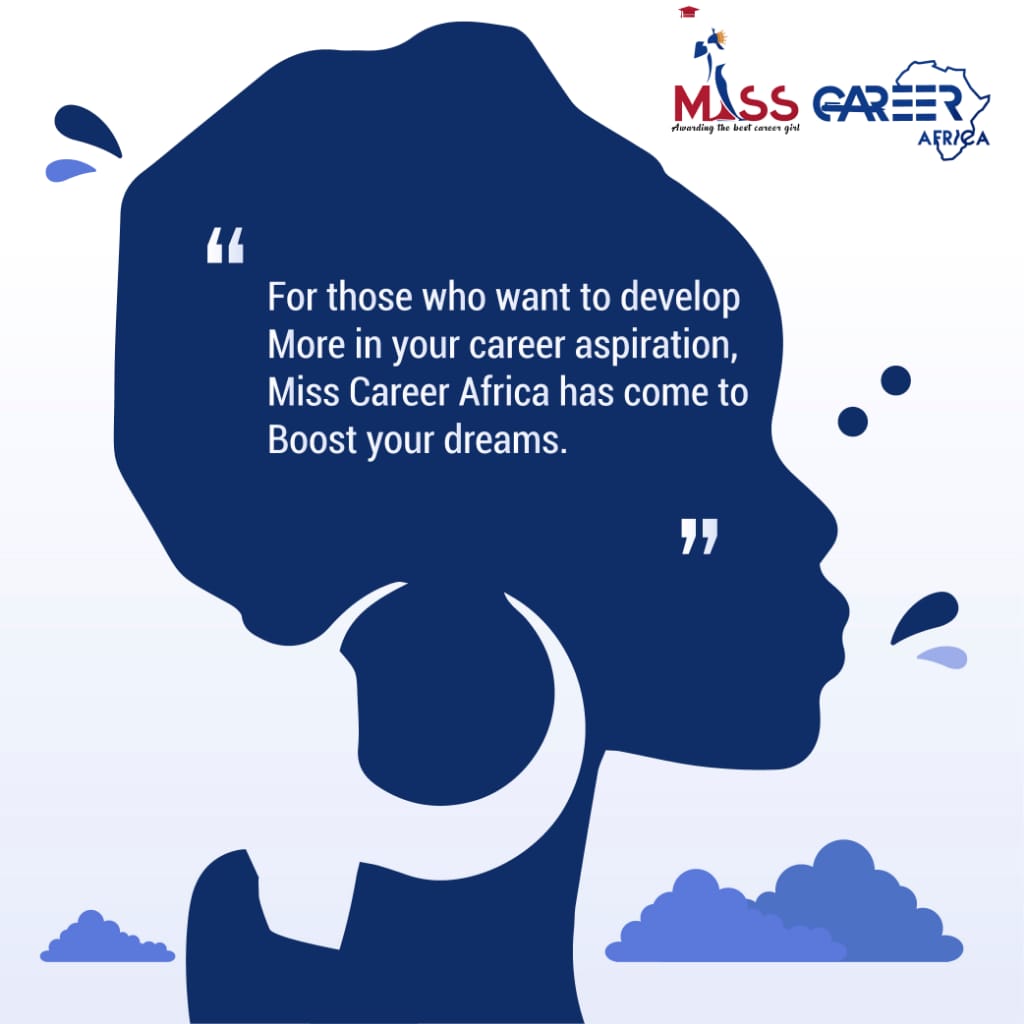 MISS CAREER
AFRICA
Awarding the best career girl
“
For those who want to develop
More in your career aspiration,
Miss Career Africa has come to
Boost your dreams.
”